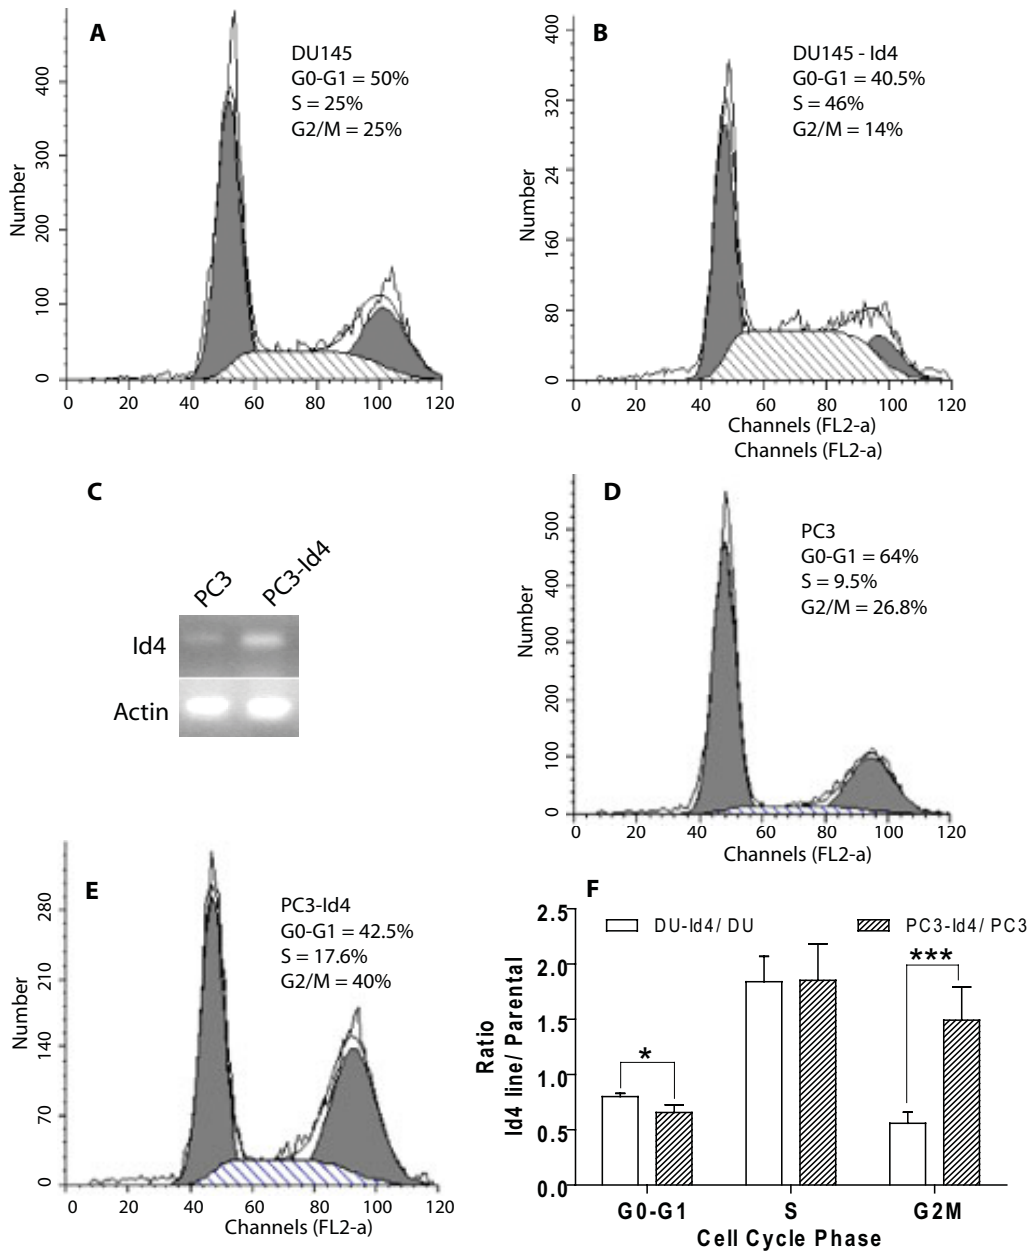 A
DU145
G0-G1 = 50%
S = 25%
G2/M = 25%
Number
400
300
200
100
0
0 20 40 60 80 100 120
B
DU145 - Id4
G0-G1 = 40.5%
S = 46%
G2/M = 14%
Number
400
320
24
160
80
0
0 20 40 60 80 100 120
Channels (FL2-a)
Channels (FL2-a)
C
PC3 PC3-Id4
Id4
Actin
D
PC3
G0-G1 = 64%
S = 9.5%
G2/M = 26.8%
Number
500
400
300
200
100
0
0 20 40 60 80 100 120
Channels (FL2-a)
E
PC3-Id4
G0-G1 = 42.5%
S = 17.6%
G2/M = 40%
Number
280
210
140
70
0
0 20 40 60 80 100 120
Channels (FL2-a)
F
DU-Id4/ DU PC3-Id4/ PC3
Ratio
Id4 line/ Parental
2.5
2.0
1.5
1.0
0.5
0.0
*
***
G0-G1 S G2M
Cell Cycle Phase